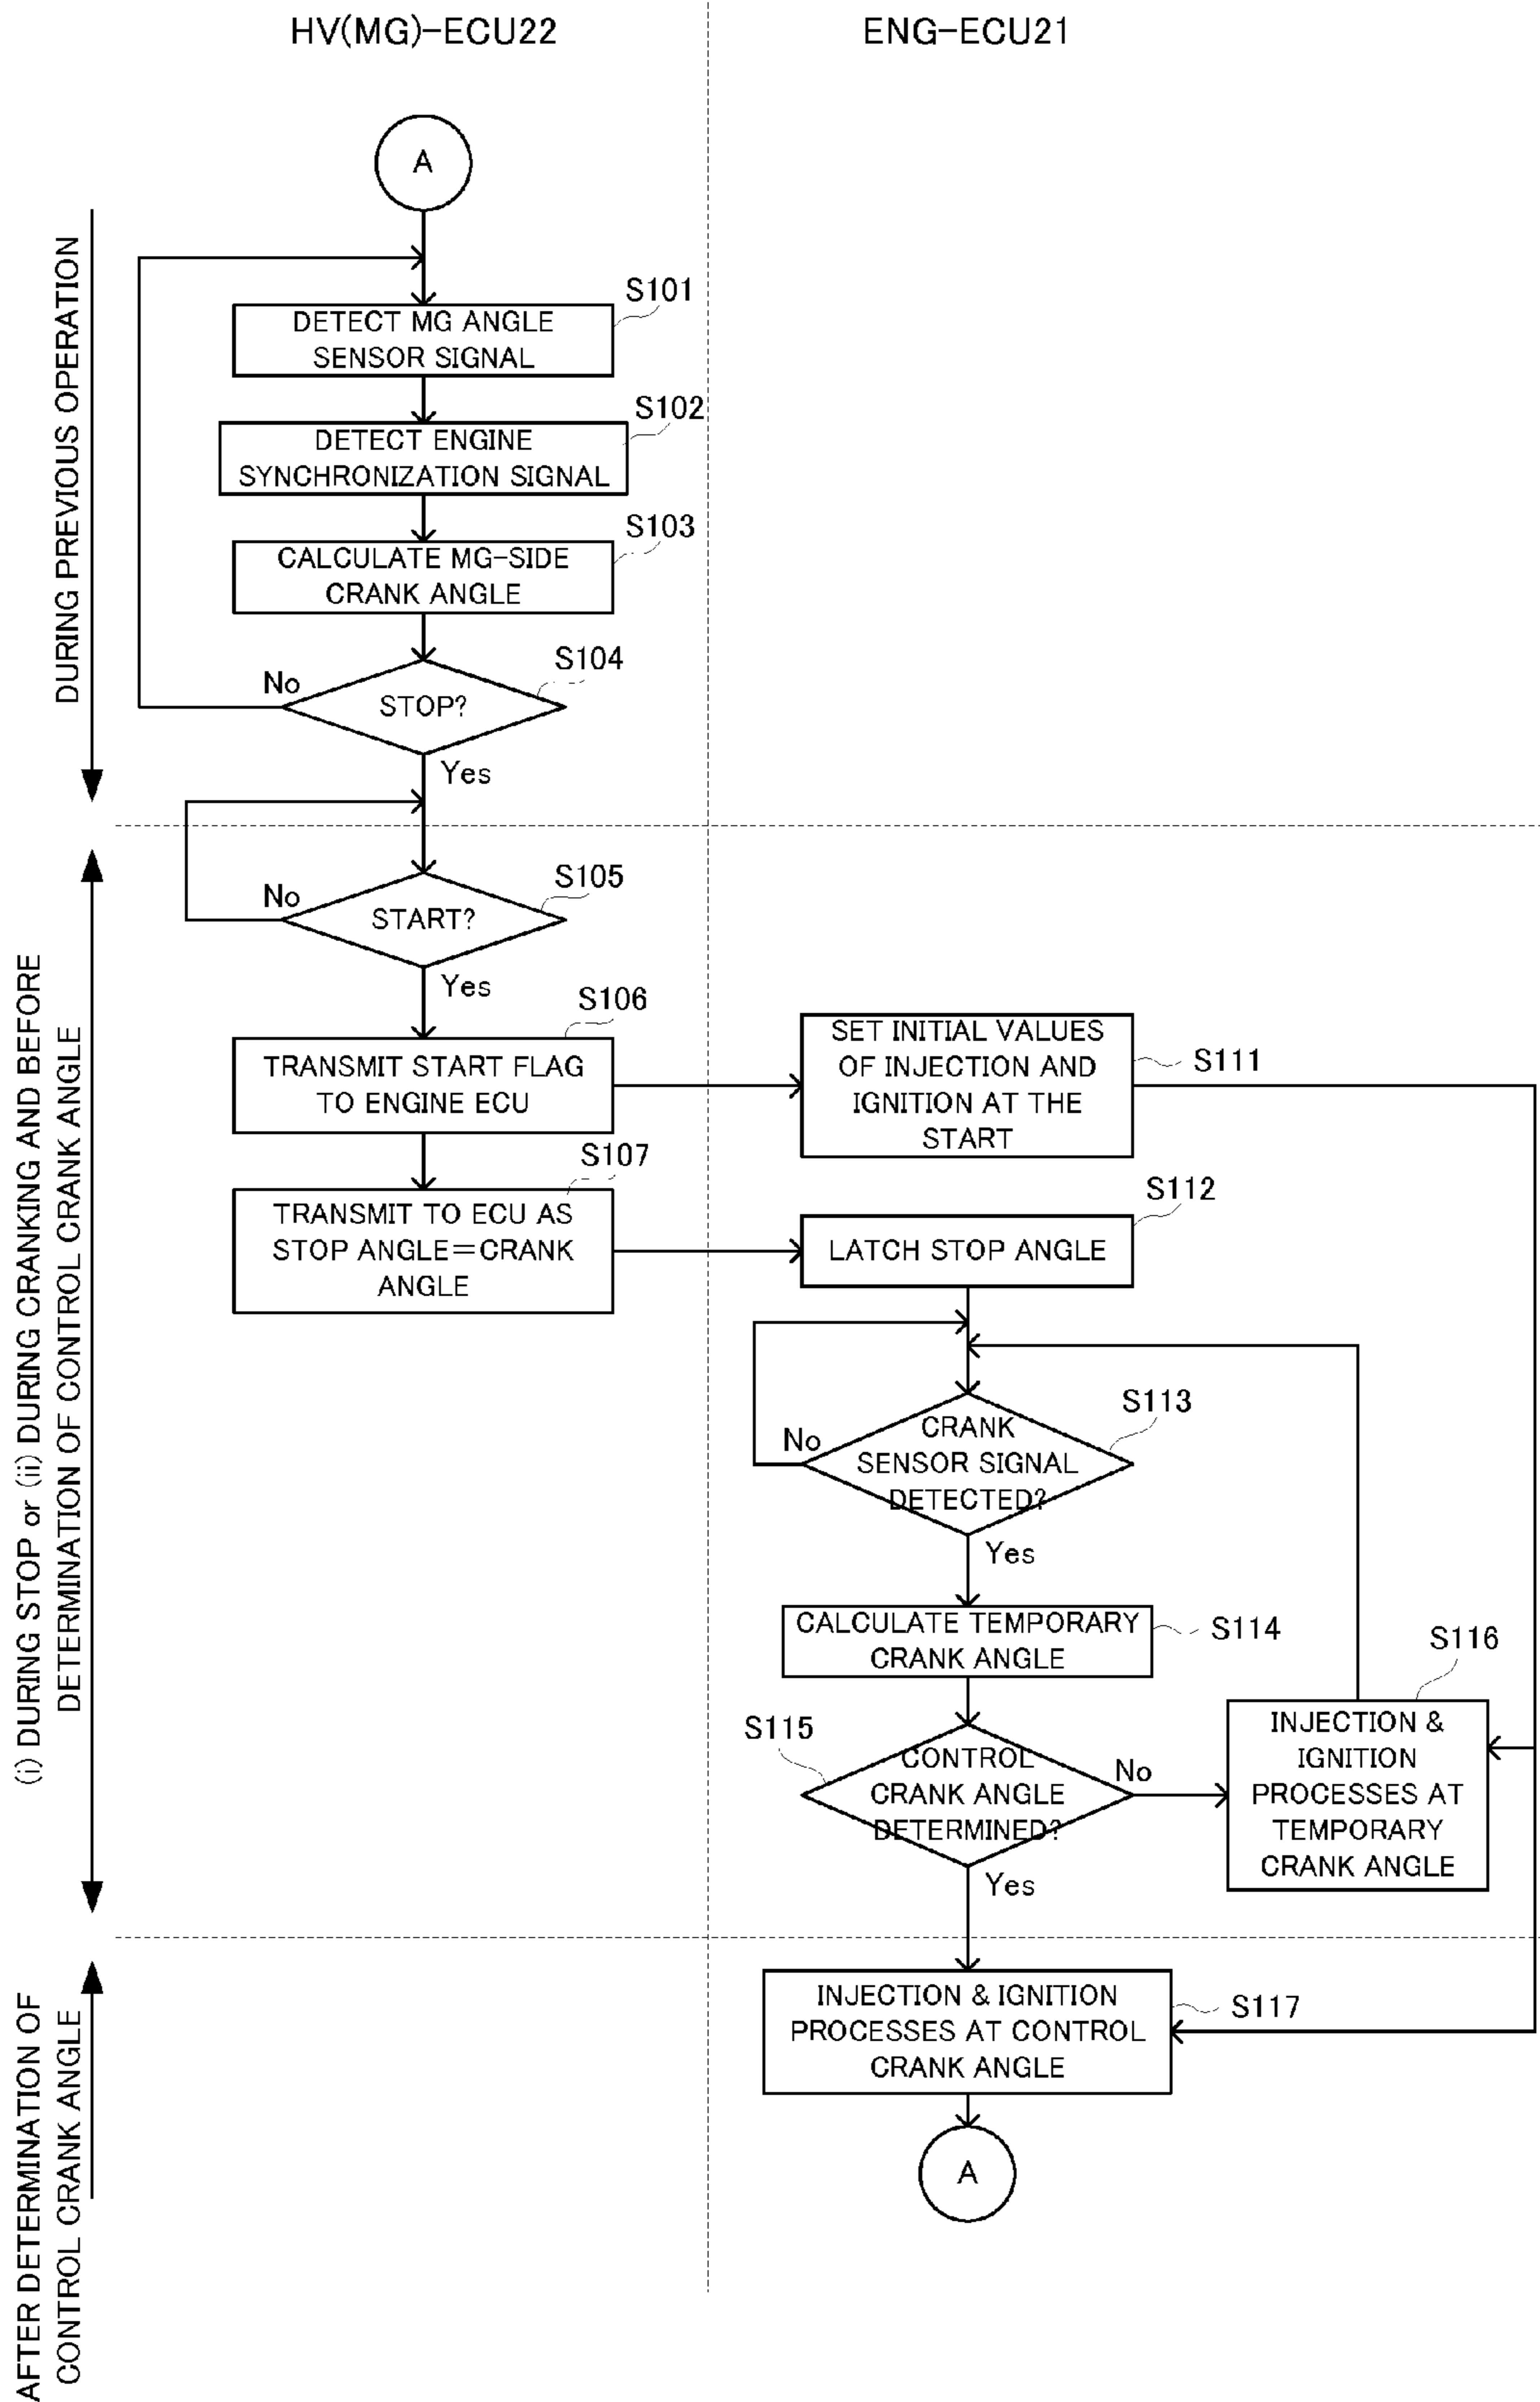 HV(MG)-ECU22
ENG-ECU21
A
DURING PREVIOUS OPERATION
S101
DETECT MG ANGLE
SENSOR SIGNAL
S102
DETECT ENGINE
SYNCHRONIZATION SIGNAL
S103
CALCULATE MG-SIDE
CRANK ANGLE
S104
No
STOP?
Yes
(i) DURING STOP or (ii) DURING CRANKING AND BEFORE
DETERMINATION OF CONTROL CRANK ANGLE
S105
No
START?
Yes
S106
TRANSMIT START FLAG
TO ENGINE ECU
S107
TRANSMIT TO ECU AS
STOP ANGLE=CRANK
ANGLE
SET INITIAL VALUES
OF INJECTION AND
IGNITION AT THE
START
S111
S112
LATCH STOP ANGLE
S113
No
CRANK
SENSOR SIGNAL
DETECTED?
Yes
CALCULATE TEMPORARY
CRANK ANGLE
S114
S115
CONTROL
CRANK ANGLE
DETERMINED?
No
Yes
S116
INJECTION &
IGNITION
PROCESSES AT
TEMPORARY
CRANK ANGLE
AFTER DETERMINATION OF
CONTROL CRANK ANGLE
INJECTION & IGNITION
PROCESSES AT CONTROL
CRANK ANGLE
S117
A